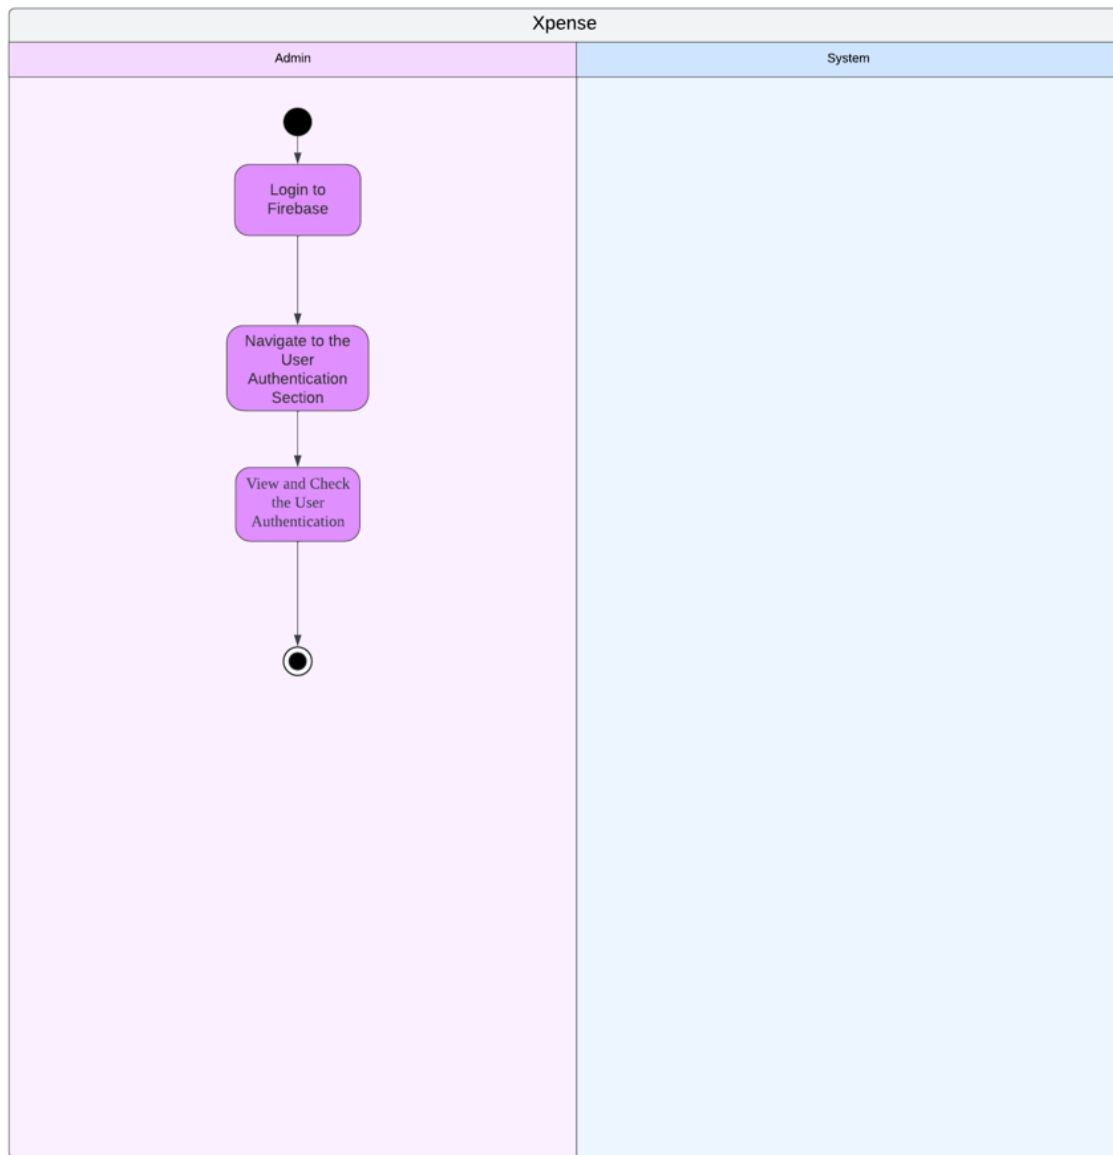 Xpense
Admin
System
Login to
Firebase
Navigate to the
User
Authentication
Section
View and Check
the User
Authentication